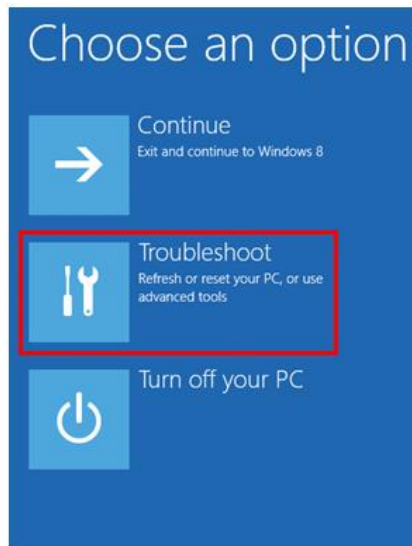 Choose an option
Continue
Exit and continue to Windows 8
Troubleshoot
Refresh or reset your PC, or use
advanced tools
Turn off your PC